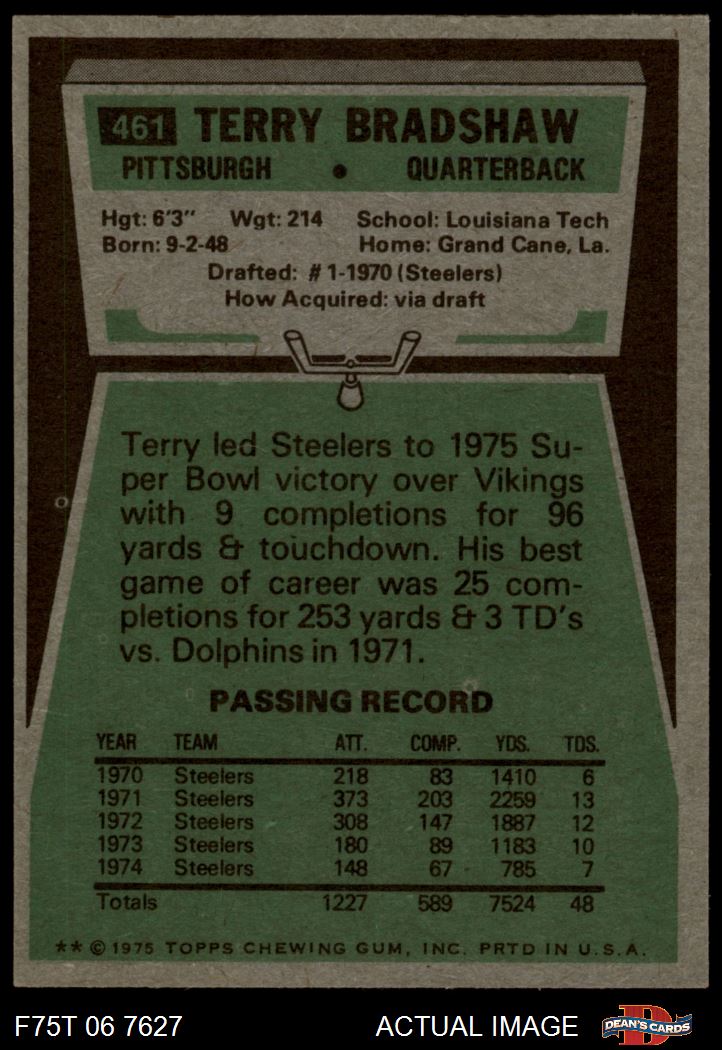 461 TERRY BRADSHAW
PITTSBURGH • QUARTERBACK
Hgt: 6'3" Wgt: 214 School: Louisiana Tech
Born: 9-2-48 Home: Grand Cane, La.
Drafted: #1-1970 (Steelers)
How Acquired: via draft
Terry led Steelers to 1975 Su-
per Bowl victory over Vikings
with 9 completions for 96
yards & touchdown. His best
game of career was 25 com-
pletions for 253 yards & 3 TD's
vs. Dolphins in 1971.
PASSING RECORD
YEAR TEAM ATT. COMP. YDS. TDS.
1970 Steelers 218 83 1410 6
1971 Steelers 373 203 2259 13
1972 Steelers 308 147 1887 12
1973 Steelers 180 89 1183 10
1974 Steelers 148 67 785 7
Totals 1227 589 7524 48
** © 1975 TOPPS CHEWING GUM, INC. PRTD IN U.S.A.
F75T 06 7627 ACTUAL IMAGE D DEAN'S CARDS